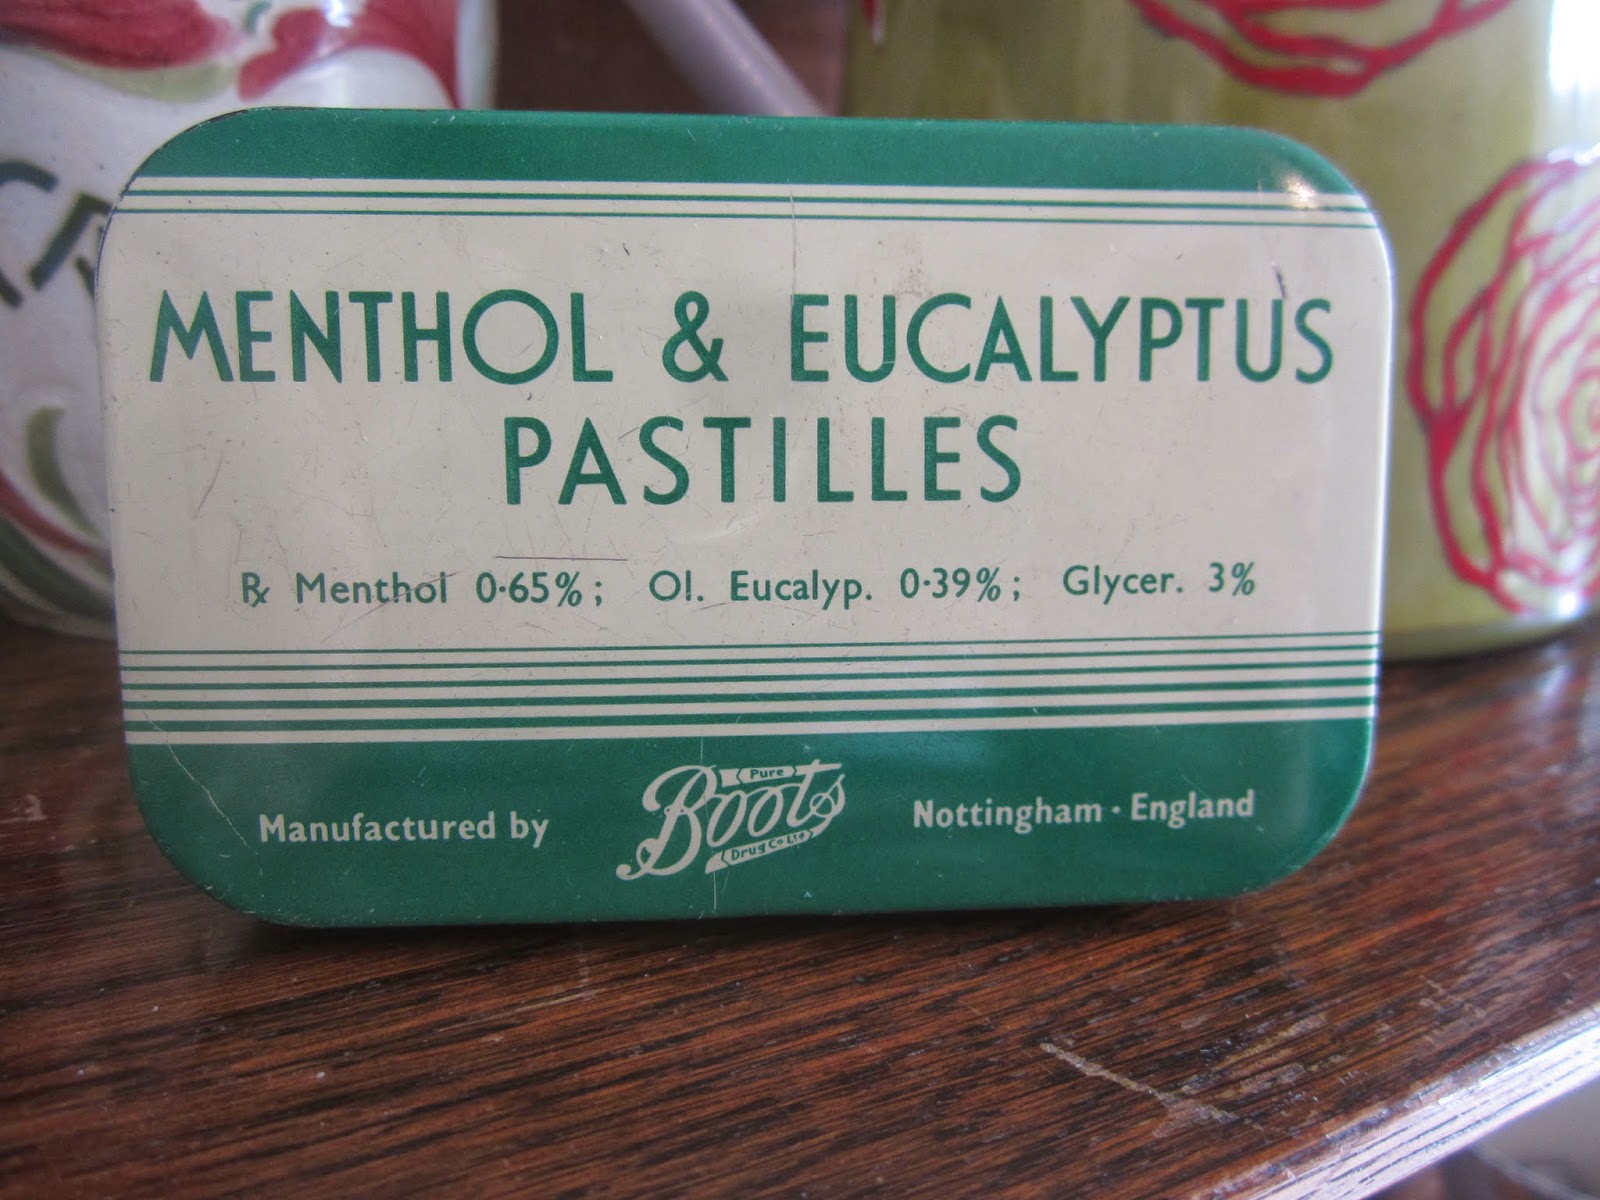 MENTHOL & EUCALYPTUS
PASTILLES
℞ Menthol 0·65%; Ol. Eucalyp. 0·39%; Glycer. 3%
Manufactured by Boots Pure Drug Co Ltd Nottingham · England